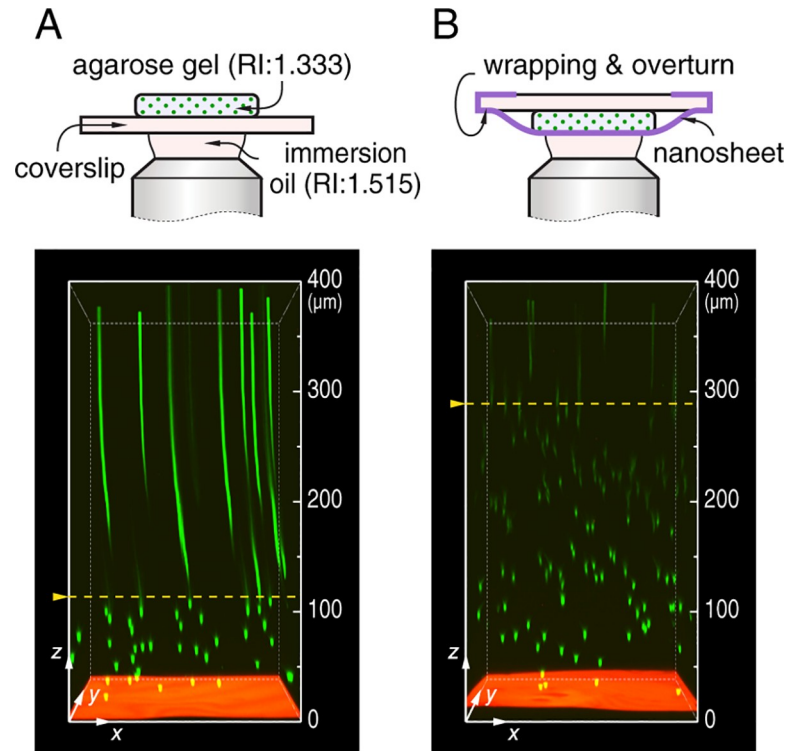 A
agarose gel (RI:1.333)
coverslip
immersion
oil (RI:1.515)
400
(μm)
300
200
100
0
z
y
x
B
wrapping & overturn
nanosheet
400
(μm)
300
200
100
0
z
y
x